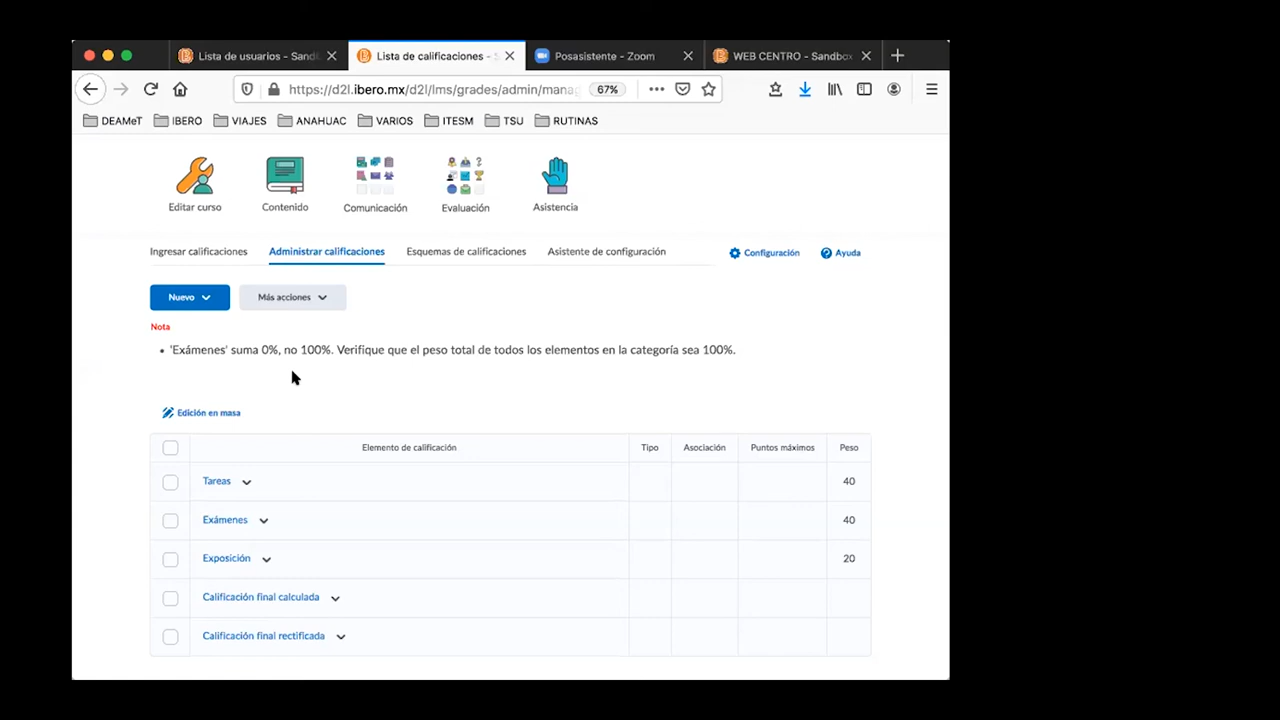 Lista de usuarios - Sand
Lista de calificaciones -
Posasistente - Zoom
WEB CENTRO - Sandbox
https://d2l.ibero.mx/d2l/lms/grades/admin/manag
67%
DEAMeT
IBERO
VIAJES
ANAHUAC
VARIOS
ITESM
TSU
RUTINAS
Editar curso
Contenido
Comunicación
Evaluación
Asistencia
Ingresar calificaciones
Administrar calificaciones
Esquemas de calificaciones
Asistente de configuración
Configuración
Ayuda
Nuevo
Más acciones
Nota
• 'Exámenes' suma 0%, no 100%. Verifique que el peso total de todos los elementos en la categoría sea 100%.
Edición en masa
Elemento de calificación Tipo Asociación Puntos máximos Peso
Tareas 40
Exámenes 40
Exposición 20
Calificación final calculada
Calificación final rectificada